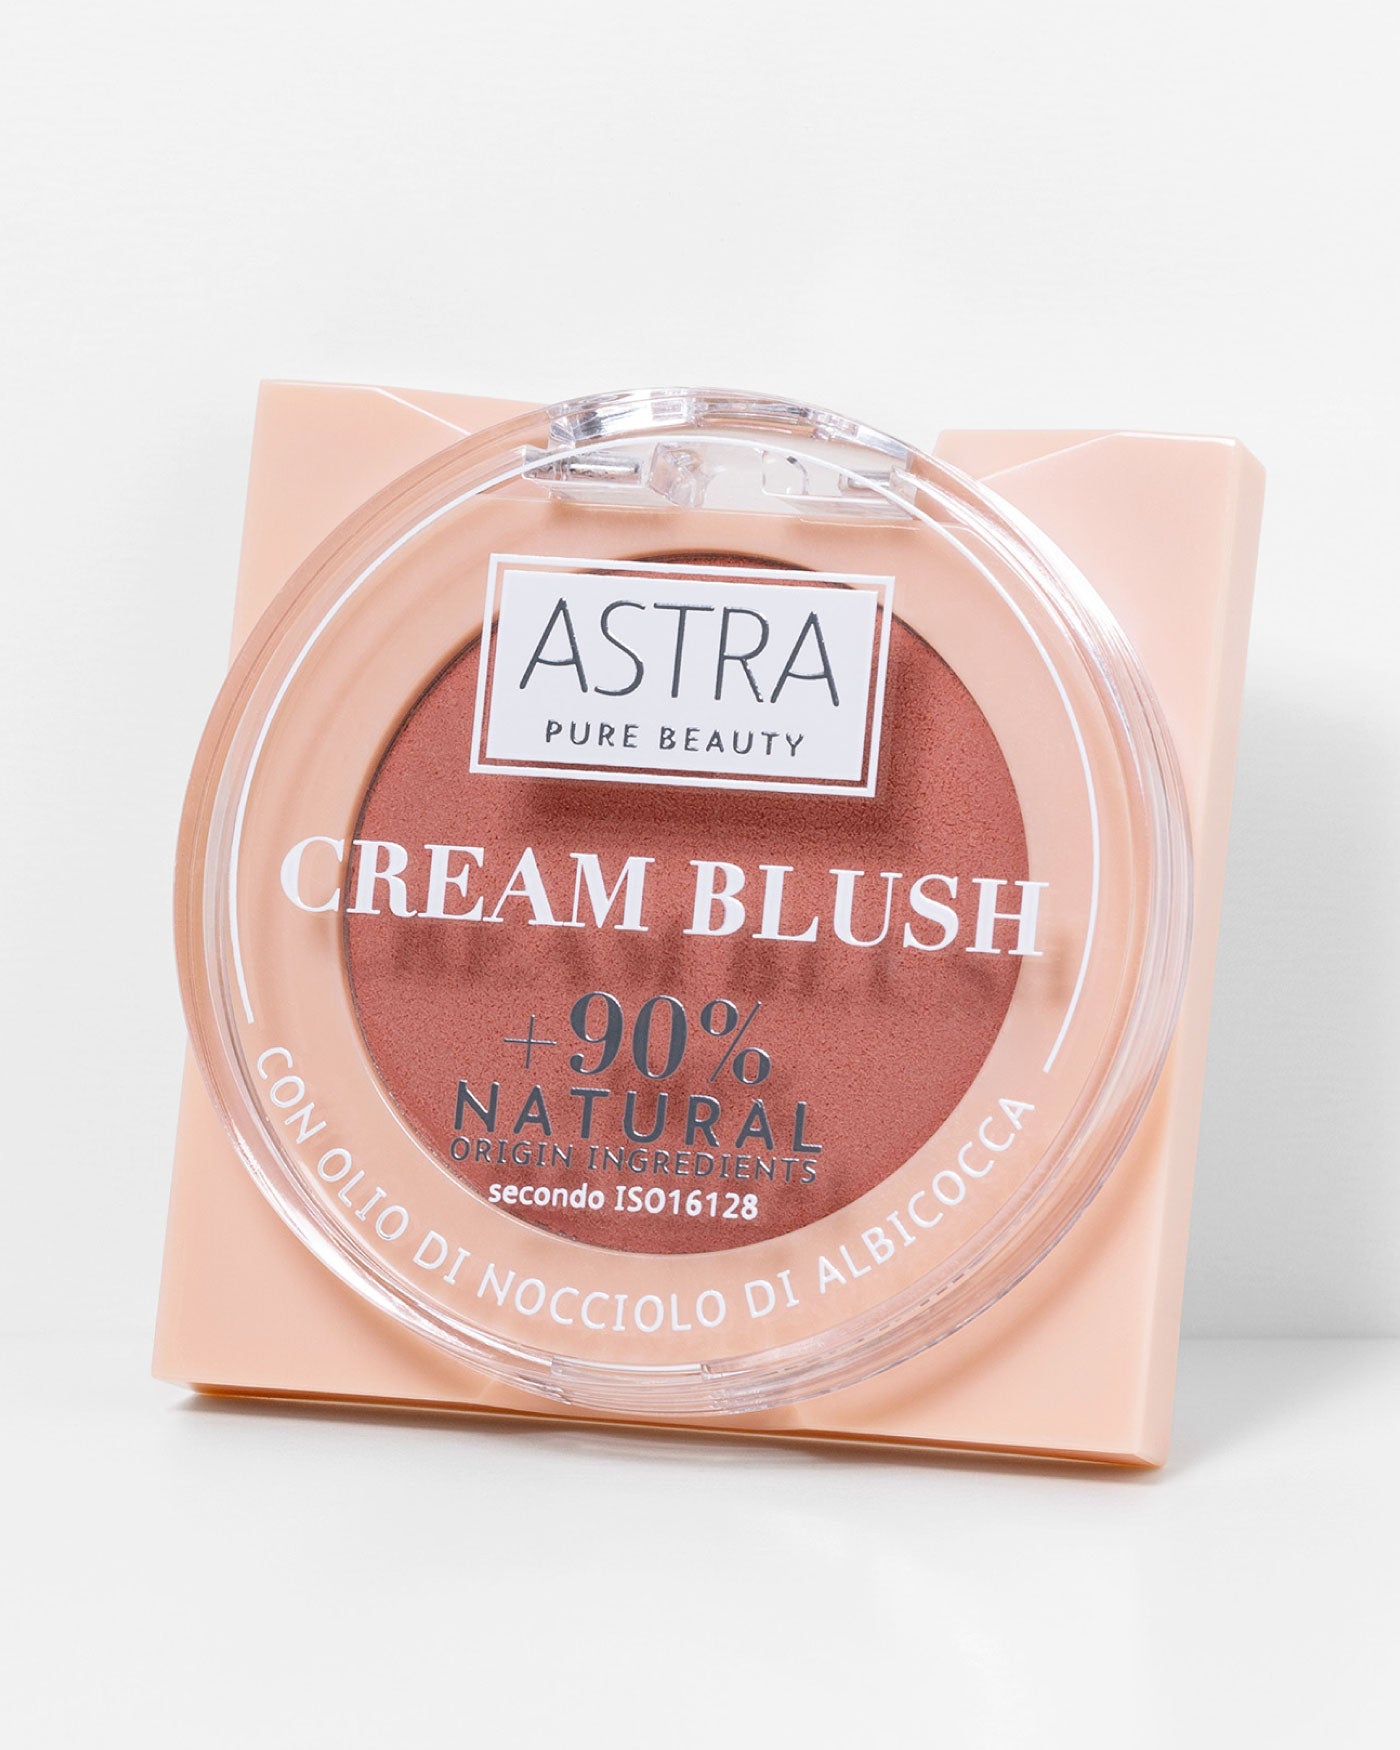 ASTRA
PURE BEAUTY
CREAM BLUSH
+90%
NATURAL
ORIGIN INGREDIENTS
secondo ISO16128
CON OLIO DI NOCCIOLO DI ALBICOCCA